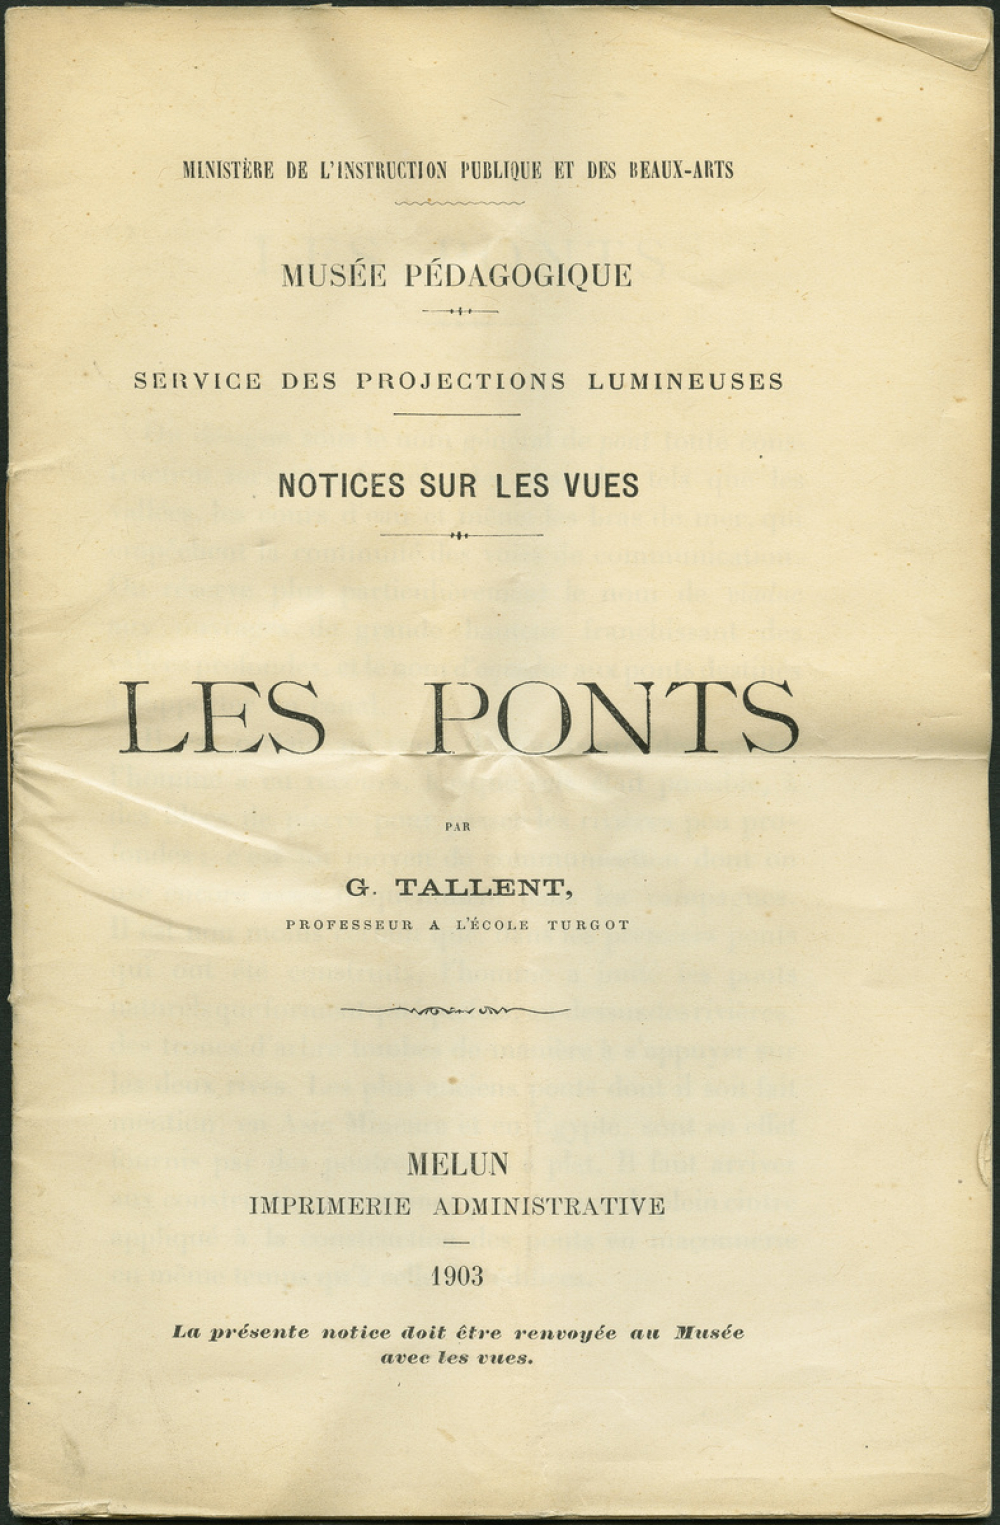 MINISTÈRE DE L'INSTRUCTION PUBLIQUE ET DES BEAUX-ARTS
MUSÉE PÉDAGOGIQUE
SERVICE DES PROJECTIONS LUMINEUSES
NOTICES SUR LES VUES
LES PONTS
PAR
G. TALLENT,
PROFESSEUR A L'ÉCOLE TURGOT
MELUN
IMPRIMERIE ADMINISTRATIVE
1903
La présente notice doit être renvoyée au Musée
avec les vues.